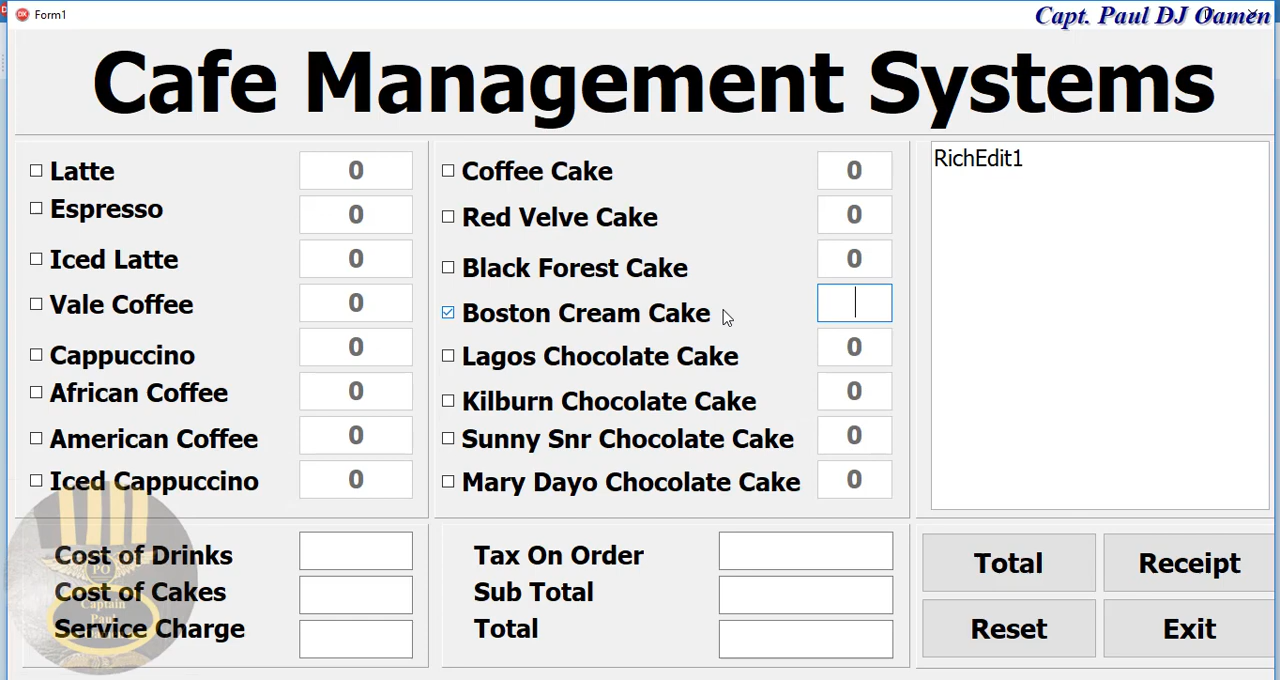 Form1
Capt. Paul DJ Oamen
Cafe Management Systems
Latte 0
Espresso 0
Iced Latte 0
Vale Coffee 0
Cappuccino 0
African Coffee 0
American Coffee 0
Iced Cappuccino 0
Coffee Cake 0
Red Velve Cake 0
Black Forest Cake 0
Boston Cream Cake
Lagos Chocolate Cake 0
Kilburn Chocolate Cake 0
Sunny Snr Chocolate Cake 0
Mary Dayo Chocolate Cake 0
RichEdit1
Cost of Drinks
Cost of Cakes
Service Charge
Tax On Order
Sub Total
Total
Total
Receipt
Reset
Exit
PO
Captain
Paul